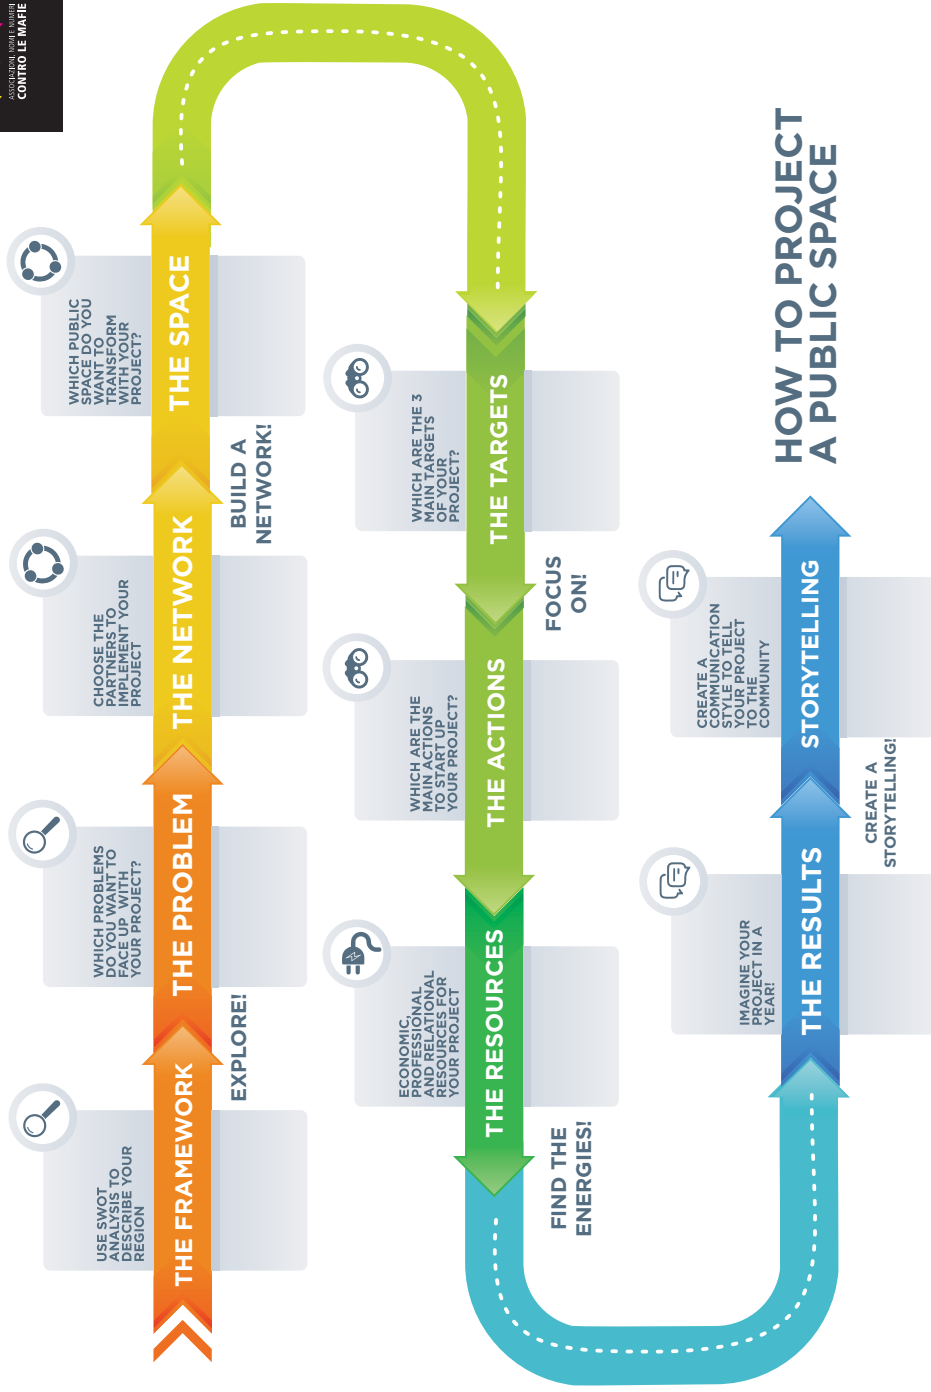 ASSOCIAZIONI, NOMI E NUMERI
CONTRO LE MAFIE
HOW TO PROJECT
A PUBLIC SPACE
USE SWOT
ANALYSIS TO
DESCRIBE YOUR
REGION
THE FRAMEWORK
EXPLORE!
WHICH PROBLEMS
DO YOU WANT TO
FACE UP WITH
YOUR PROJECT?
THE PROBLEM
CHOOSE THE
PARTNERS TO
IMPLEMENT YOUR
PROJECT
THE NETWORK
BUILD A
NETWORK!
WHICH PUBLIC
SPACE DO YOU
WANT TO
TRANSFORM
WITH YOUR
PROJECT?
THE SPACE
WHICH ARE THE 3
MAIN TARGETS
OF YOUR
PROJECT?
THE TARGETS
FOCUS
ON!
WHICH ARE THE
MAIN ACTIONS
TO START UP
YOUR PROJECT?
THE ACTIONS
ECONOMIC,
PROFESSIONAL
AND RELATIONAL
RESOURCES FOR
YOUR PROJECT
THE RESOURCES
FIND THE
ENERGIES!
IMAGINE YOUR
PROJECT IN A
YEAR!
THE RESULTS
CREATE A
STORYTELLING!
CREATE A
COMMUNICATION
STYLE TO TELL
YOUR PROJECT
TO THE
COMMUNITY
STORYTELLING